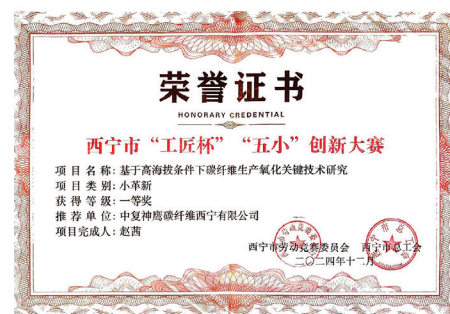 荣誉证书
HONORARY CREDENTIAL
西宁市“工匠杯”“五小”创新大赛
项目名称：基于高海拔条件下碳纤维生产氧化关键技术研究
项目类别：小革新
获得等级：一等奖
推荐单位：中复神鹰碳纤维西宁有限公司
项目完成人：赵茜
西宁市劳动竞赛委员会 西宁市总工会
二〇二四年十二月